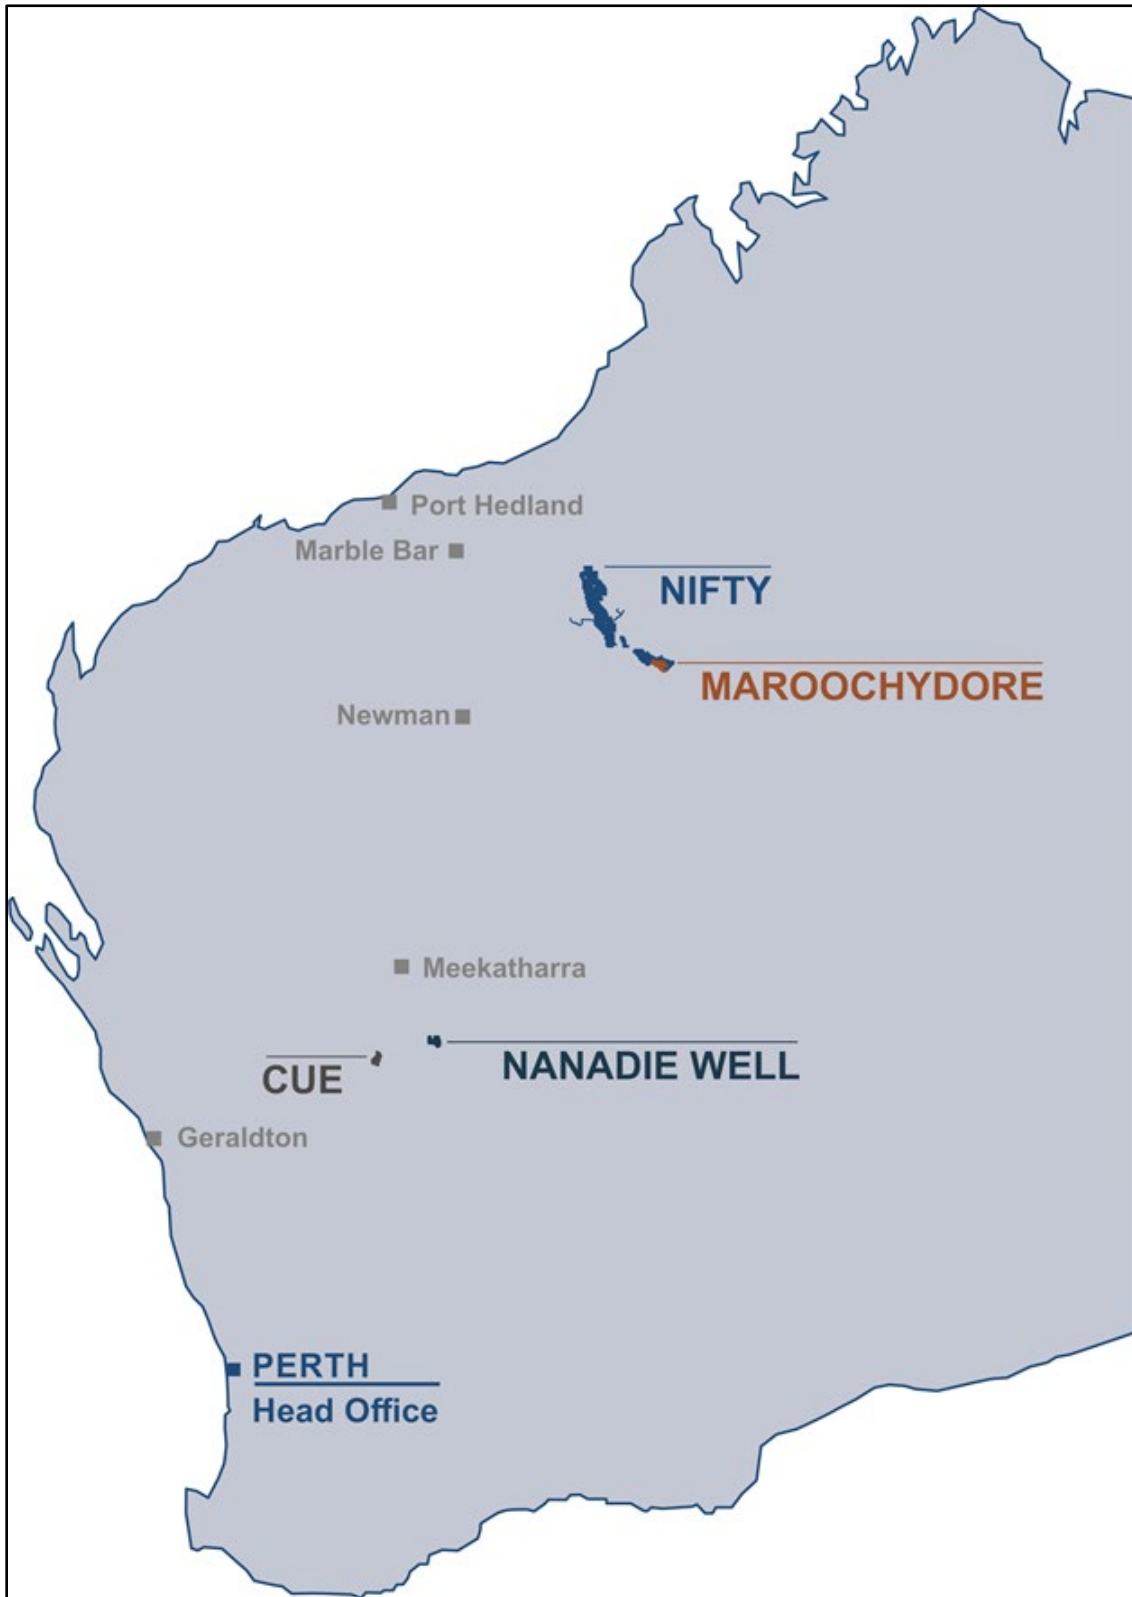 Port Hedland
Marble Bar
NIFTY
MAROOCHYDORE
Newman
Meekatharra
NANADIE WELL
CUE
Geraldton
PERTH
Head Office